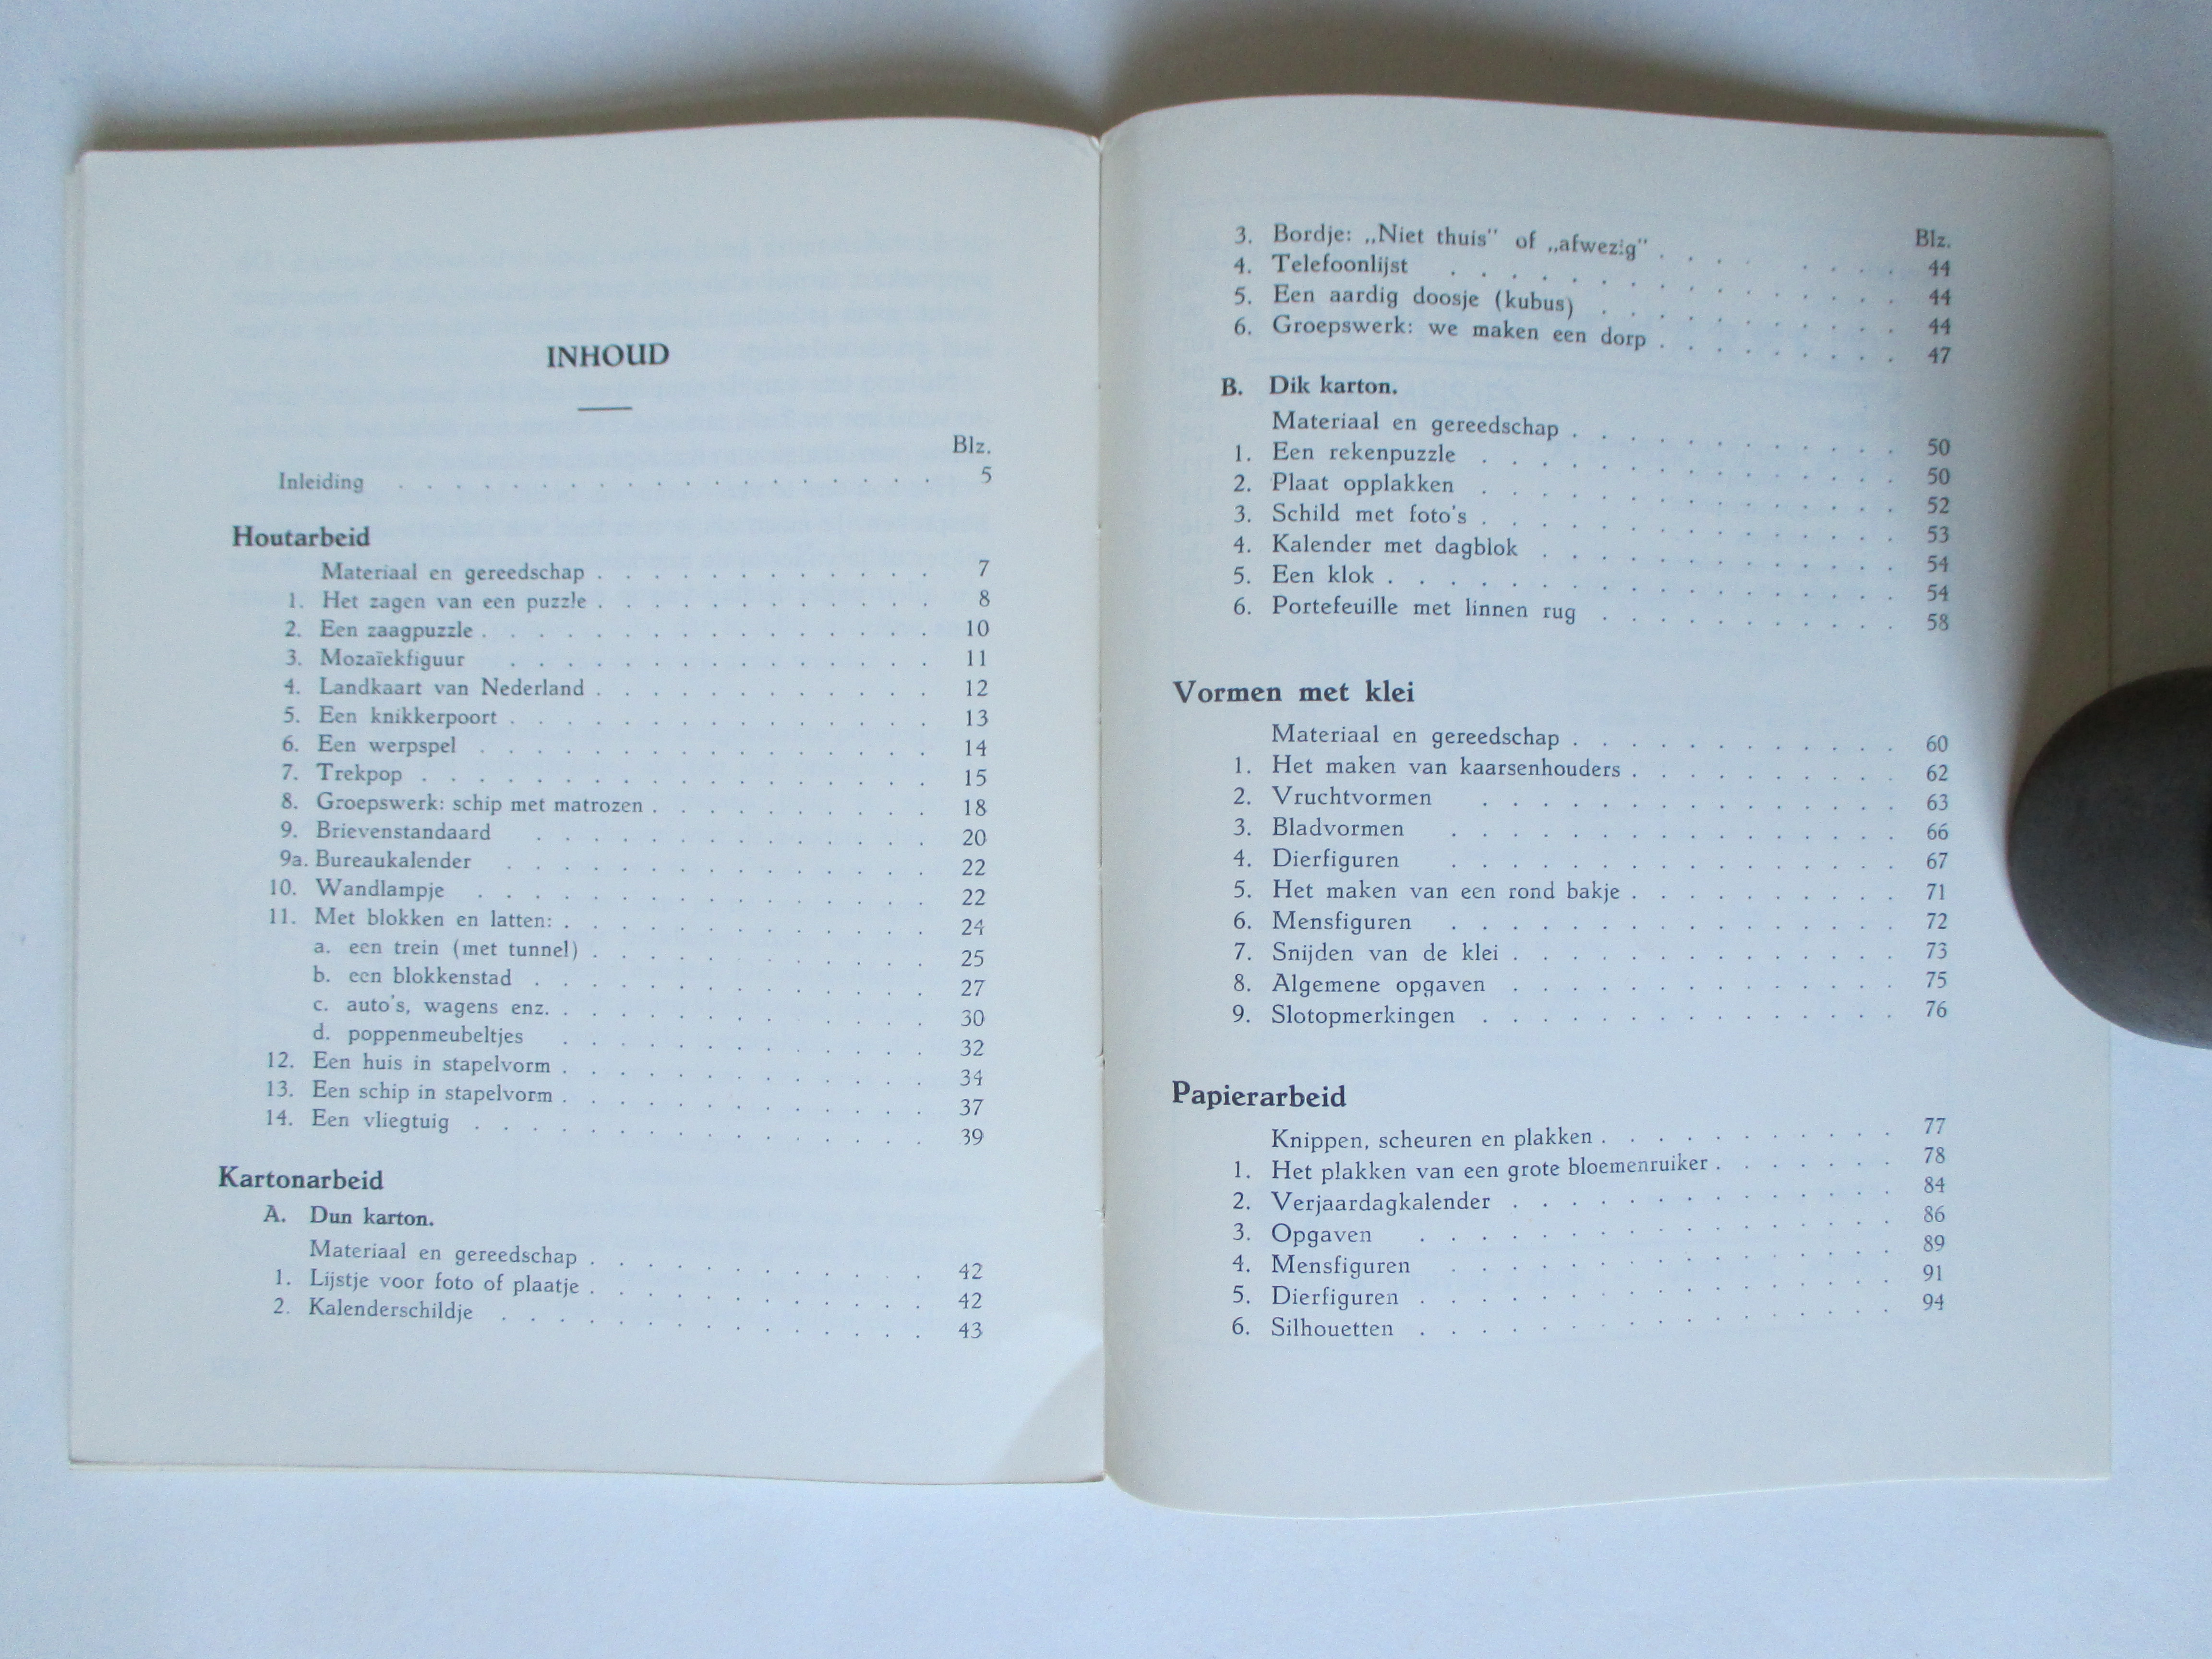 INHOUD
Blz.
Inleiding . . . . . . . . . . . . . . . . . . 5
Houtarbeid
Materiaal en gereedschap . . . . . . . . . . . . 7
1. Het zagen van een puzzle . . . . . . . . . . . . 8
2. Een zaagpuzzle . . . . . . . . . . . . . . . . 10
3. Mozaïekfiguur . . . . . . . . . . . . . . . 11
4. Landkaart van Nederland . . . . . . . . . . . . 12
5. Een knikkerpoort . . . . . . . . . . . . . . . 13
6. Een werpspel . . . . . . . . . . . . . . . . 14
7. Trekpop . . . . . . . . . . . . . . . . . . 15
8. Groepswerk: schip met matrozen . . . . . . . . . . 18
9. Brievenstandaard . . . . . . . . . . . . . . 20
9a. Bureaukalender . . . . . . . . . . . . . . . 22
10. Wandlampje . . . . . . . . . . . . . . . . 22
11. Met blokken en latten: . . . . . . . . . . . . . 24
a. een trein (met tunnel) . . . . . . . . . . . . 25
b. een blokkenstad . . . . . . . . . . . . . . 27
c. auto's, wagens enz. . . . . . . . . . . . . . 30
d. poppenmeubeltjes . . . . . . . . . . . . . 32
12. Een huis in stapelvorm . . . . . . . . . . . . . 34
13. Een schip in stapelvorm . . . . . . . . . . . . . 37
14. Een vliegtuig . . . . . . . . . . . . . . . . 39
Kartonarbeid
A. Dun karton.
Materiaal en gereedschap . . . . . . . . . . . . 42
1. Lijstje voor foto of plaatje . . . . . . . . . . . . 42
2. Kalenderschildje . . . . . . . . . . . . . . . 43
Blz.
3. Bordje: „Niet thuis" of „afwezig" . . . . . . . . 44
4. Telefoonlijst . . . . . . . . . . . . . . . 44
5. Een aardig doosje (kubus) . . . . . . . . . . 44
6. Groepswerk: we maken een dorp . . . . . . . . 47
B. Dik karton.
Materiaal en gereedschap . . . . . . . . . . . 50
1. Een rekenpuzzle . . . . . . . . . . . . . . 50
2. Plaat opplakken . . . . . . . . . . . . . . 52
3. Schild met foto's . . . . . . . . . . . . . . 53
4. Kalender met dagblok . . . . . . . . . . . . 54
5. Een klok . . . . . . . . . . . . . . . . . 54
6. Portefeuille met linnen rug . . . . . . . . . . 58
Vormen met klei
Materiaal en gereedschap . . . . . . . . . . . 60
1. Het maken van kaarsenhouders . . . . . . . . . 62
2. Vruchtvormen . . . . . . . . . . . . . . 63
3. Bladvormen . . . . . . . . . . . . . . . 66
4. Dierfiguren . . . . . . . . . . . . . . . 67
5. Het maken van een rond bakje . . . . . . . . . 71
6. Mensfiguren . . . . . . . . . . . . . . . 72
7. Snijden van de klei . . . . . . . . . . . . . 73
8. Algemene opgaven . . . . . . . . . . . . . 75
9. Slotopmerkingen . . . . . . . . . . . . . . 76
Papierarbeid
Knippen, scheuren en plakken . . . . . . . . . . 77
1. Het plakken van een grote bloemenruiker . . . . . . 78
2. Verjaardagkalender . . . . . . . . . . . . . 84
3. Opgaven . . . . . . . . . . . . . . . . 86
4. Mensfiguren . . . . . . . . . . . . . . . 89
5. Dierfiguren . . . . . . . . . . . . . . . . 91
6. Silhouetten . . . . . . . . . . . . . . . . 94